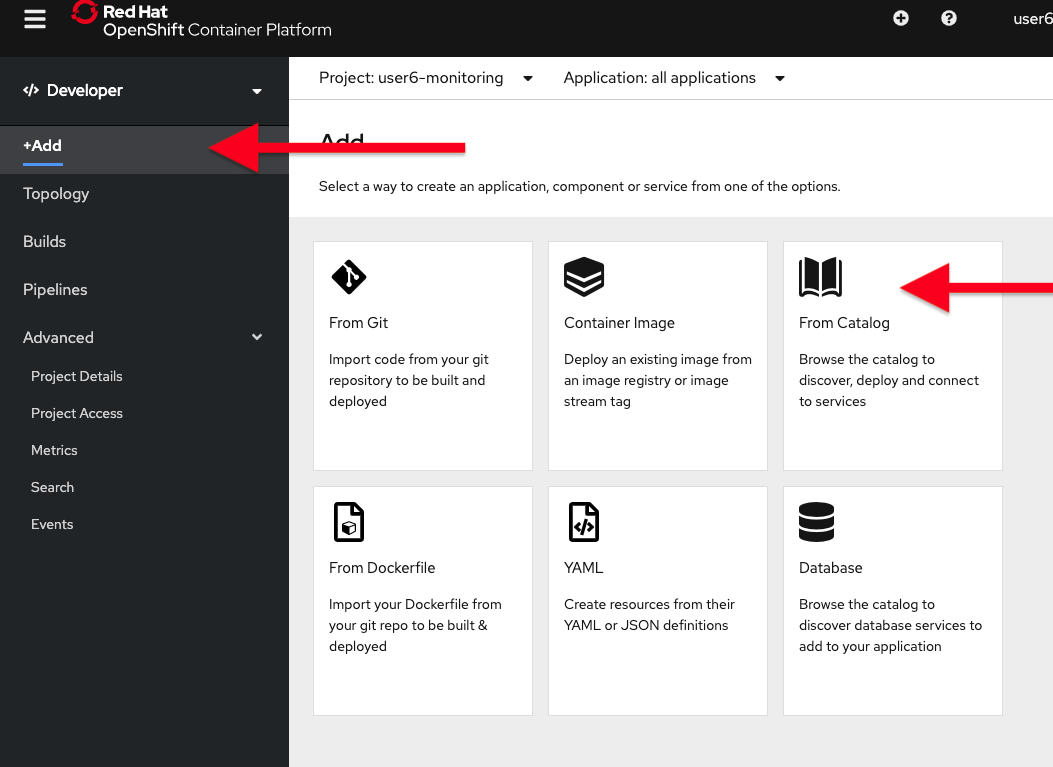 Red Hat
OpenShift Container Platform
user6
Developer
Project: user6-monitoring
Application: all applications
+Add
Topology
Builds
Pipelines
Advanced
Project Details
Project Access
Metrics
Search
Events
Add
Select a way to create an application, component or service from one of the options.
From Git
Import code from your git
repository to be built and
deployed
Container Image
Deploy an existing image from
an image registry or image
stream tag
From Catalog
Browse the catalog to
discover, deploy and connect
to services
From Dockerfile
Import your Dockerfile from
your git repo to be built &
deployed
YAML
Create resources from their
YAML or JSON definitions
Database
Browse the catalog to
discover database services to
add to your application